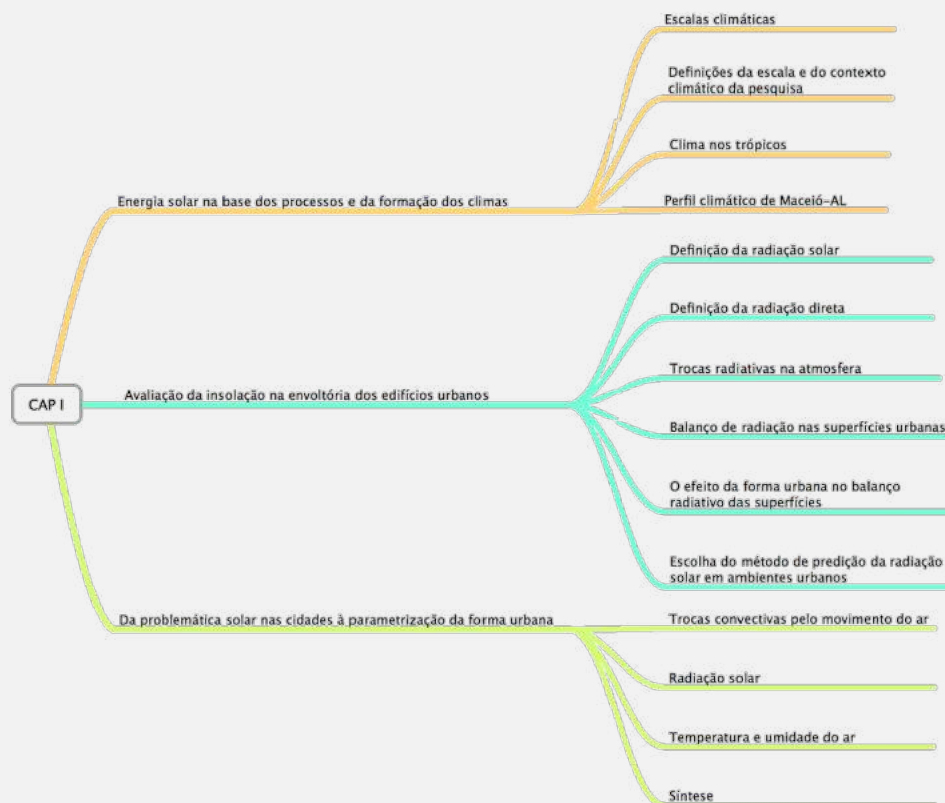 Escalas climáticas
Definições da escala e do contexto
climático da pesquisa
Clima nos trópicos
Energia solar na base dos processos e da formação dos climas
Perfil climático de Maceió-AL
Definição da radiação solar
Definição da radiação direta
Trocas radiativas na atmosfera
CAP I
Avaliação da insolação na envoltória dos edifícios urbanos
Balanço de radiação nas superfícies urbanas
O efeito da forma urbana no balanço
radiativo das superfícies
Escolha do método de predição da radiação
solar em ambientes urbanos
Da problemática solar nas cidades à parametrização da forma urbana
Trocas convectivas pelo movimento do ar
Radiação solar
Temperatura e umidade do ar
Síntese